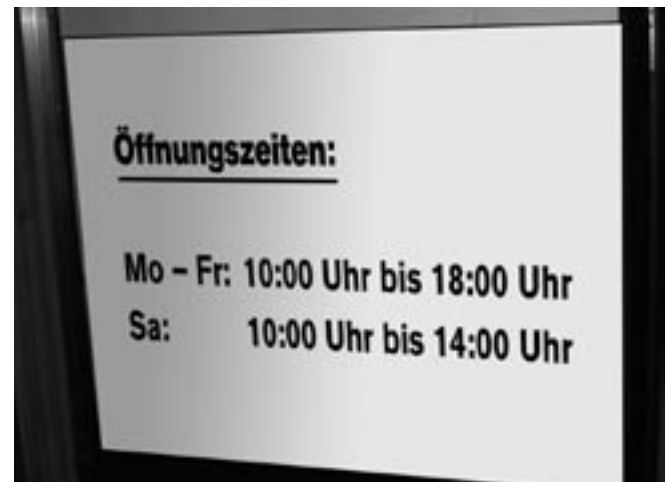 Öffnungszeiten:
Mo – Fr: 10:00 Uhr bis 18:00 Uhr
Sa: 10:00 Uhr bis 14:00 Uhr